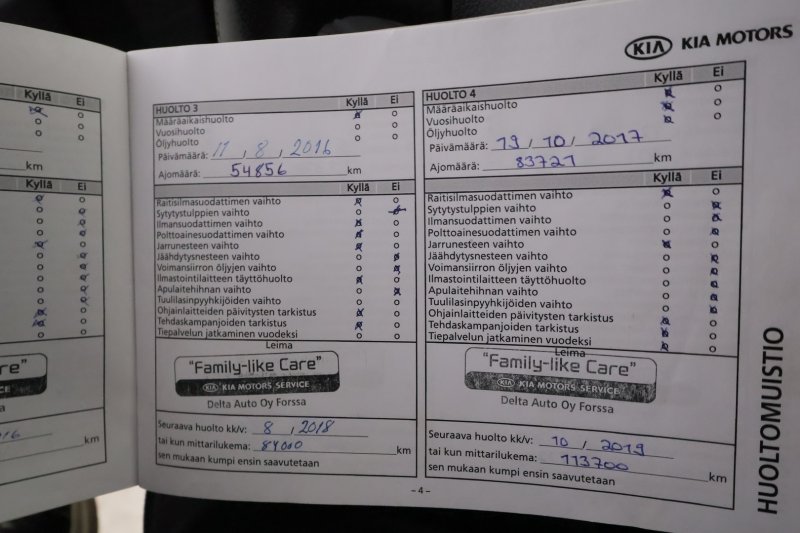 KIA KIA MOTORS
Kyllä Ei
km
Kyllä Ei
re"
SERVICE
km
HUOLTO 3 Kyllä Ei
Määräaikaishuolto
Vuosihuolto
Öljyhuolto
Päivämäärä: 11, 8, 2016
Ajomäärä: 54856 km
Kyllä Ei
Raitisilmasuodattimen vaihto
Sytytystulppien vaihto
Ilmansuodattimen vaihto
Polttoainesuodattimen vaihto
Jarrunesteen vaihto
Jäähdytysnesteen vaihto
Voimansiirron öljyjen vaihto
Ilmastointilaitteen täyttöhuolto
Apulaitehihnan vaihto
Tuulilasinpyyhkijöiden vaihto
Ohjainlaitteiden päivitysten tarkistus
Tehdaskampanjoiden tarkistus
Tiepalvelun jatkaminen vuodeksi
Leima
"Family-like Care"
KIA KIA MOTORS SERVICE
Delta Auto Oy Forssa
Seuraava huolto kk/v: 8, 2018
tai kun mittarilukema: 84000 km
sen mukaan kumpi ensin saavutetaan
HUOLTO 4 Kyllä Ei
Määräaikaishuolto
Vuosihuolto
Öljyhuolto
Päivämäärä: 19, 10, 2017
Ajomäärä: 83721 km
Kyllä Ei
Raitisilmasuodattimen vaihto
Sytytystulppien vaihto
Ilmansuodattimen vaihto
Polttoainesuodattimen vaihto
Jarrunesteen vaihto
Jäähdytysnesteen vaihto
Voimansiirron öljyjen vaihto
Ilmastointilaitteen täyttöhuolto
Apulaitehihnan vaihto
Tuulilasinpyyhkijöiden vaihto
Ohjainlaitteiden päivitysten tarkistus
Tehdaskampanjoiden tarkistus
Tiepalvelun jatkaminen vuodeksi
Leima
"Family-like Care"
KIA KIA MOTORS SERVICE
Delta Auto Oy Forssa
Seuraava huolto kk/v: 10, 2019
tai kun mittarilukema: 113700 km
sen mukaan kumpi ensin saavutetaan
– 4 –
HUOLTOMUISTIO